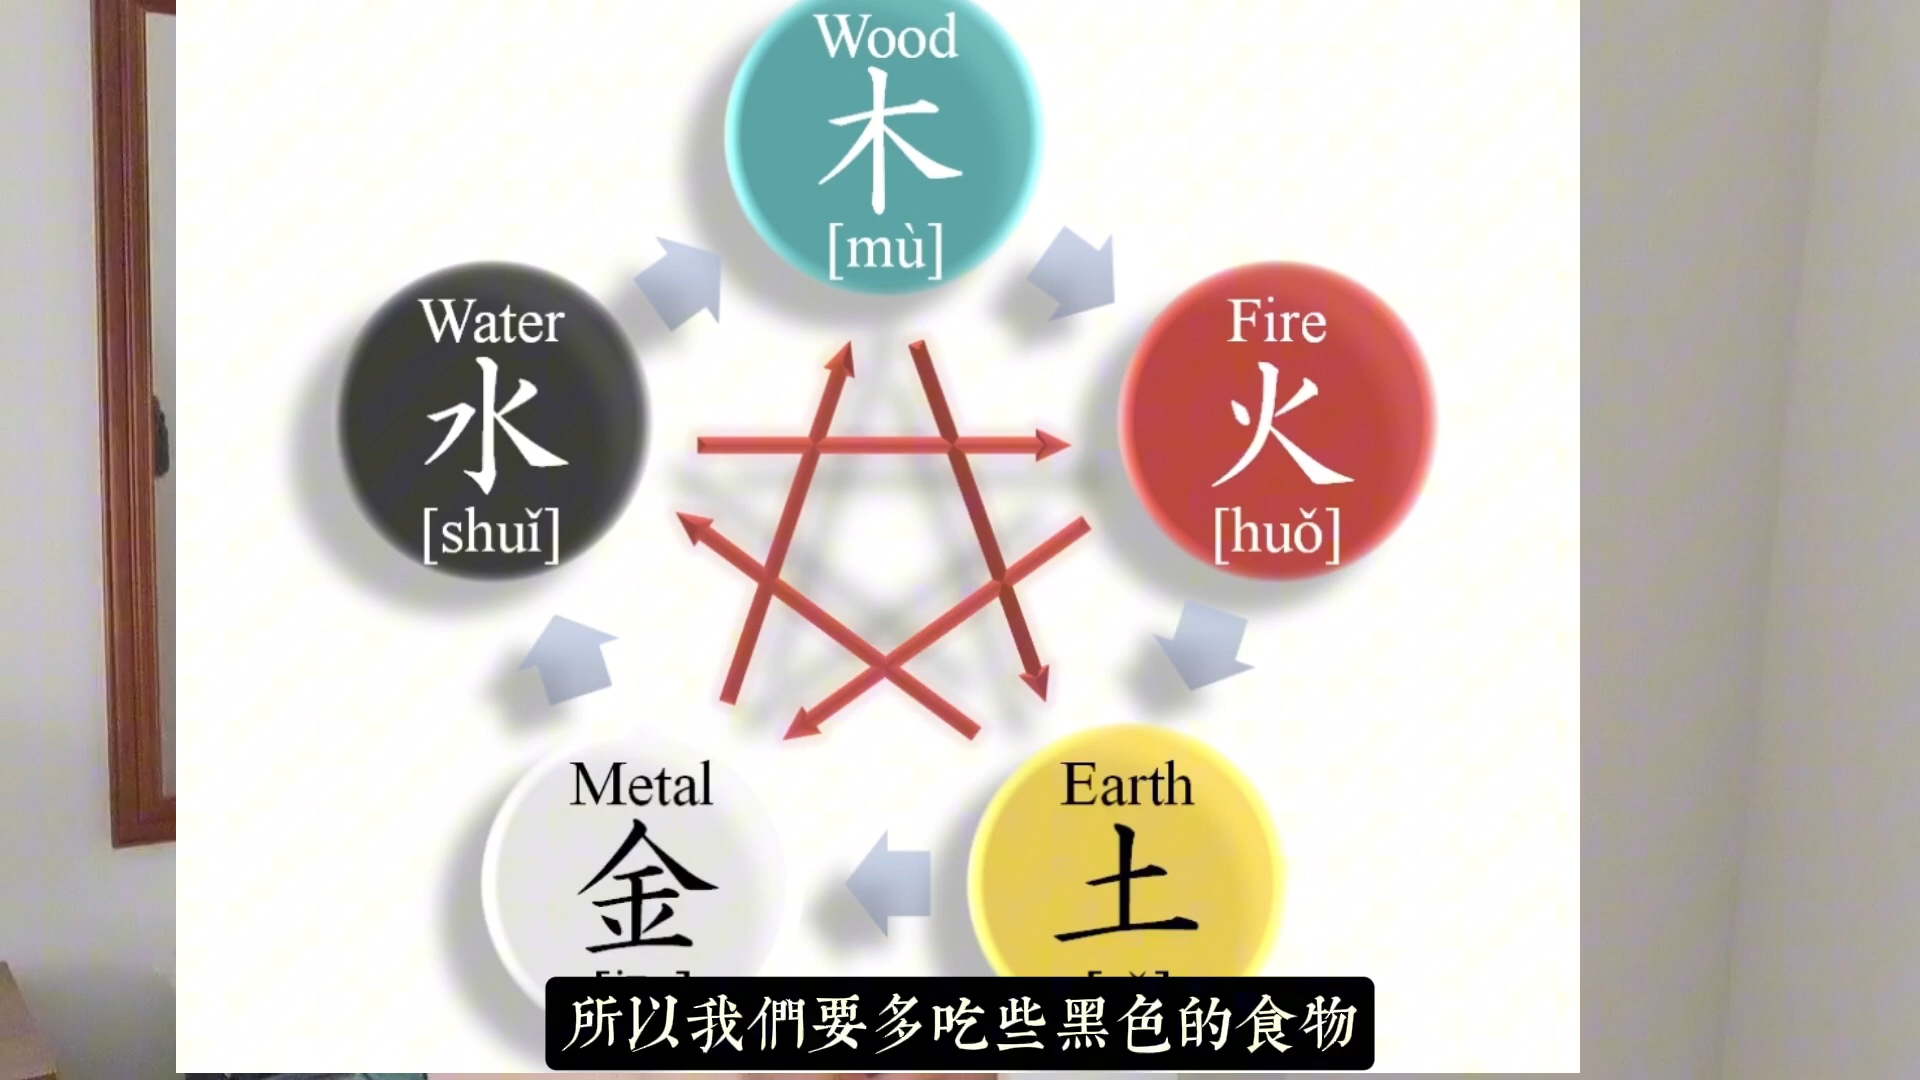 Wood
木
[mù]
Water
水
[shuǐ]
Fire
火
[huǒ]
Metal
金
Earth
土
所以我們要多吃些黑色的食物